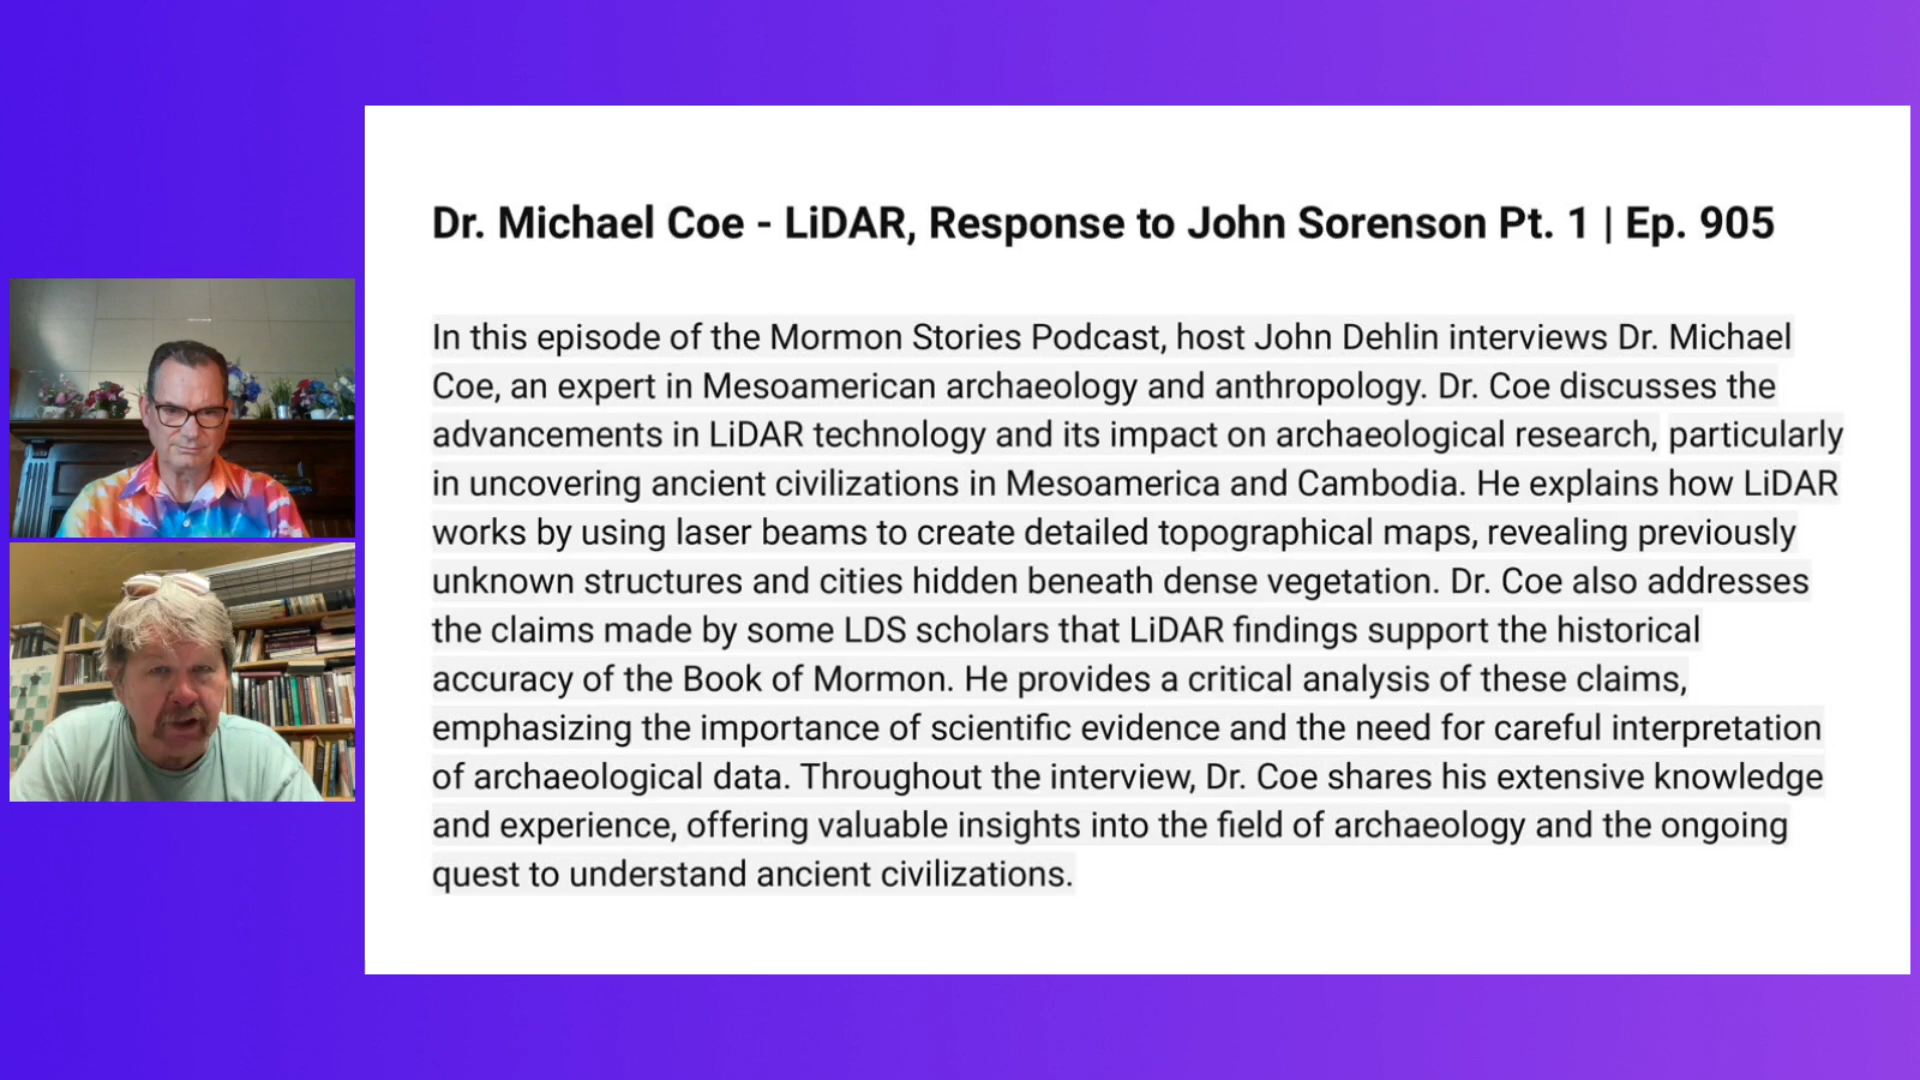 Dr. Michael Coe - LiDAR, Response to John Sorenson Pt. 1 | Ep. 905
In this episode of the Mormon Stories Podcast, host John Dehlin interviews Dr. Michael
Coe, an expert in Mesoamerican archaeology and anthropology. Dr. Coe discusses the
advancements in LiDAR technology and its impact on archaeological research, particularly
in uncovering ancient civilizations in Mesoamerica and Cambodia. He explains how LiDAR
works by using laser beams to create detailed topographical maps, revealing previously
unknown structures and cities hidden beneath dense vegetation. Dr. Coe also addresses
the claims made by some LDS scholars that LiDAR findings support the historical
accuracy of the Book of Mormon. He provides a critical analysis of these claims,
emphasizing the importance of scientific evidence and the need for careful interpretation
of archaeological data. Throughout the interview, Dr. Coe shares his extensive knowledge
and experience, offering valuable insights into the field of archaeology and the ongoing
quest to understand ancient civilizations.